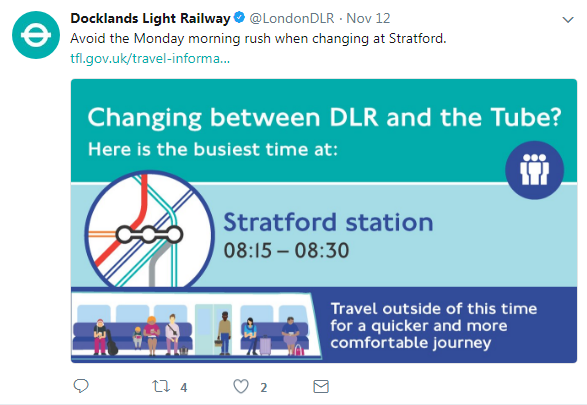 Docklands Light Railway @LondonDLR · Nov 12
Avoid the Monday morning rush when changing at Stratford.
tfl.gov.uk/travel-informa...
Changing between DLR and the Tube?
Here is the busiest time at:
Stratford station
08:15 – 08:30
Travel outside of this time
for a quicker and more
comfortable journey
4
2